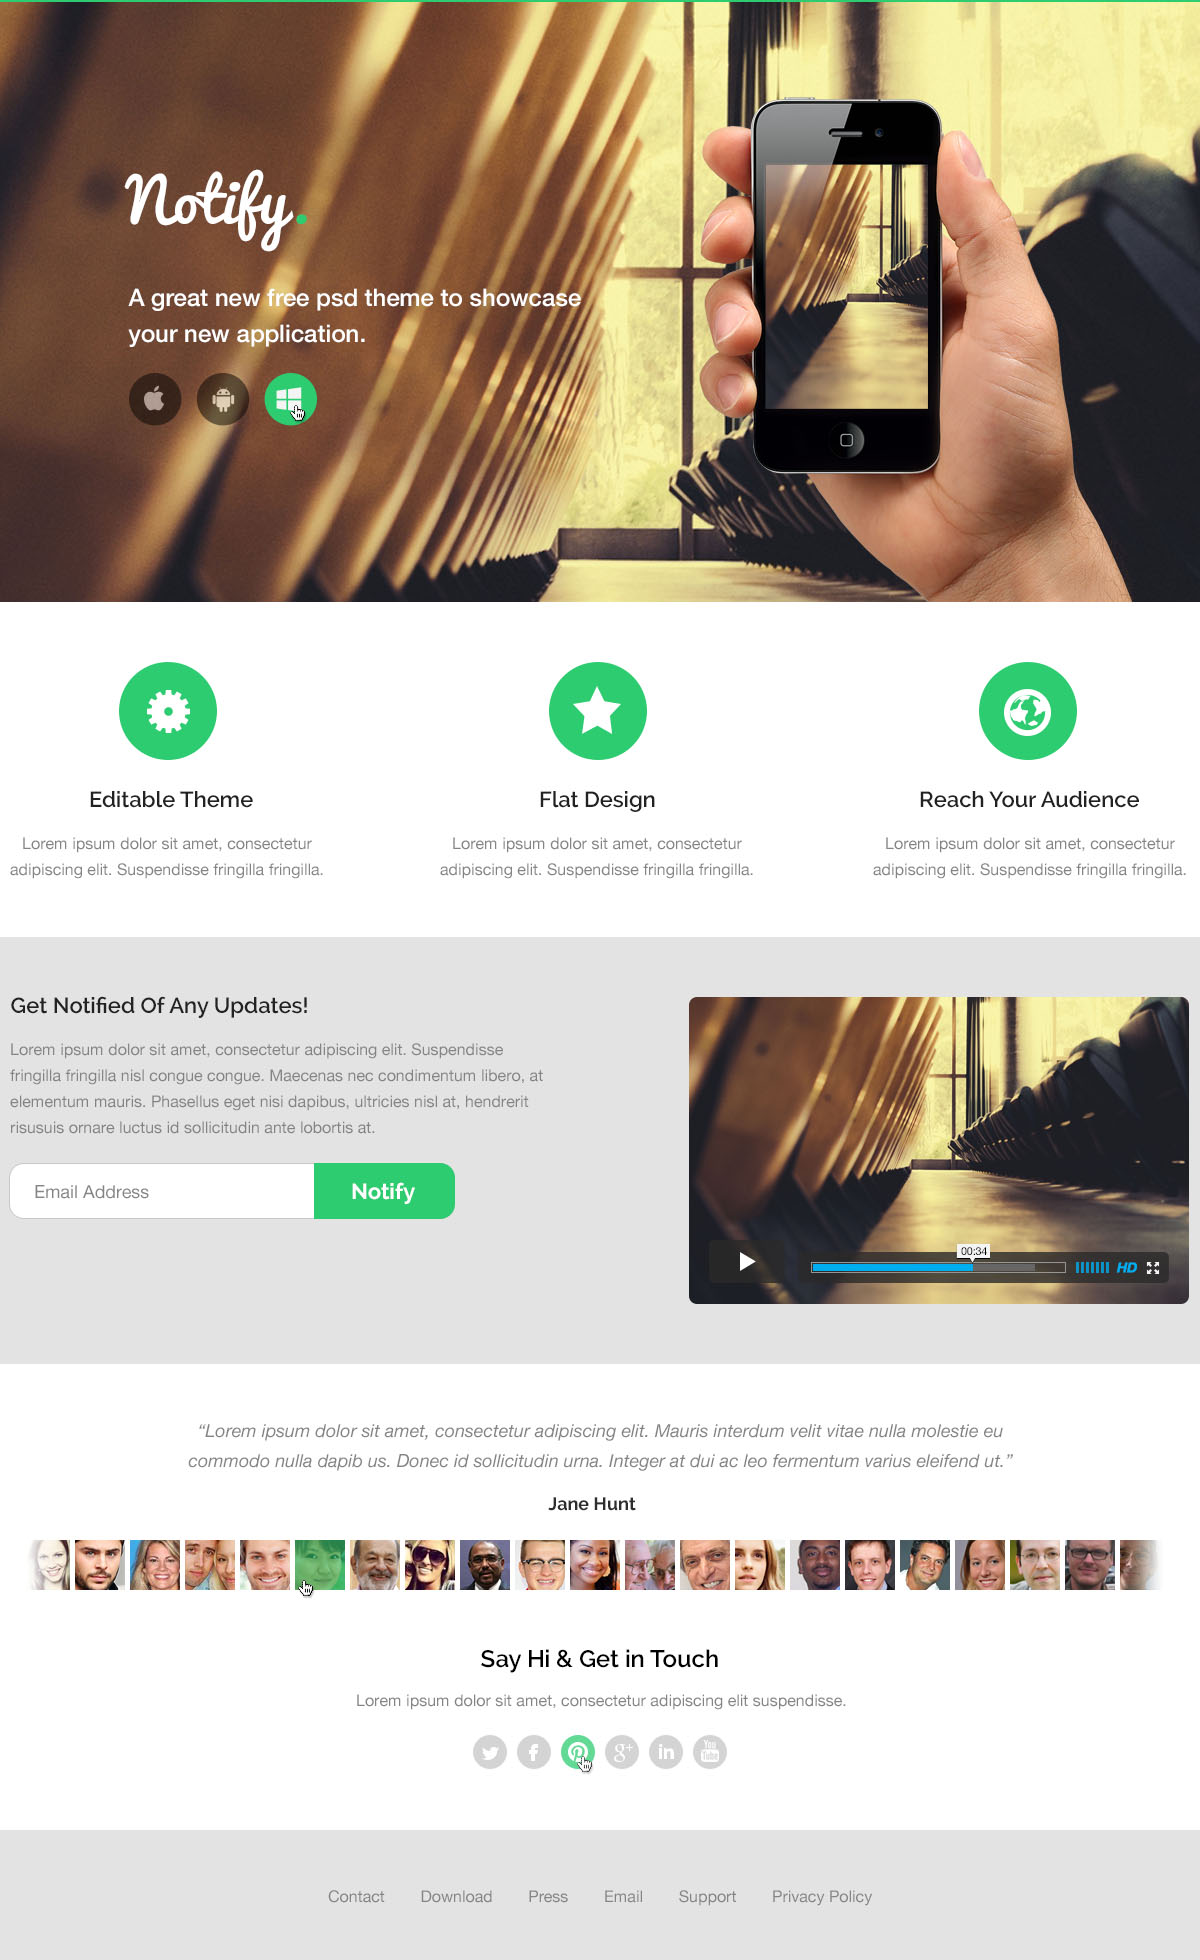 Notify.
A great new free psd theme to showcase
your new application.
Editable Theme
Lorem ipsum dolor sit amet, consectetur
adipiscing elit. Suspendisse fringilla fringilla.
Flat Design
Lorem ipsum dolor sit amet, consectetur
adipiscing elit. Suspendisse fringilla fringilla.
Reach Your Audience
Lorem ipsum dolor sit amet, consectetur
adipiscing elit. Suspendisse fringilla fringilla.
Get Notified Of Any Updates!
Lorem ipsum dolor sit amet, consectetur adipiscing elit. Suspendisse
fringilla fringilla nisl congue congue. Maecenas nec condimentum libero, at
elementum mauris. Phasellus eget nisi dapibus, ultricies nisl at, hendrerit
risusuis ornare luctus id sollicitudin ante lobortis at.
Email Address
Notify
00:34
HD
“Lorem ipsum dolor sit amet, consectetur adipiscing elit. Mauris interdum velit vitae nulla molestie eu
commodo nulla dapib us. Donec id sollicitudin urna. Integer at dui ac leo fermentum varius eleifend ut.”
Jane Hunt
Say Hi & Get in Touch
Lorem ipsum dolor sit amet, consectetur adipiscing elit suspendisse.
f g+ in You Tube
Contact Download Press Email Support Privacy Policy